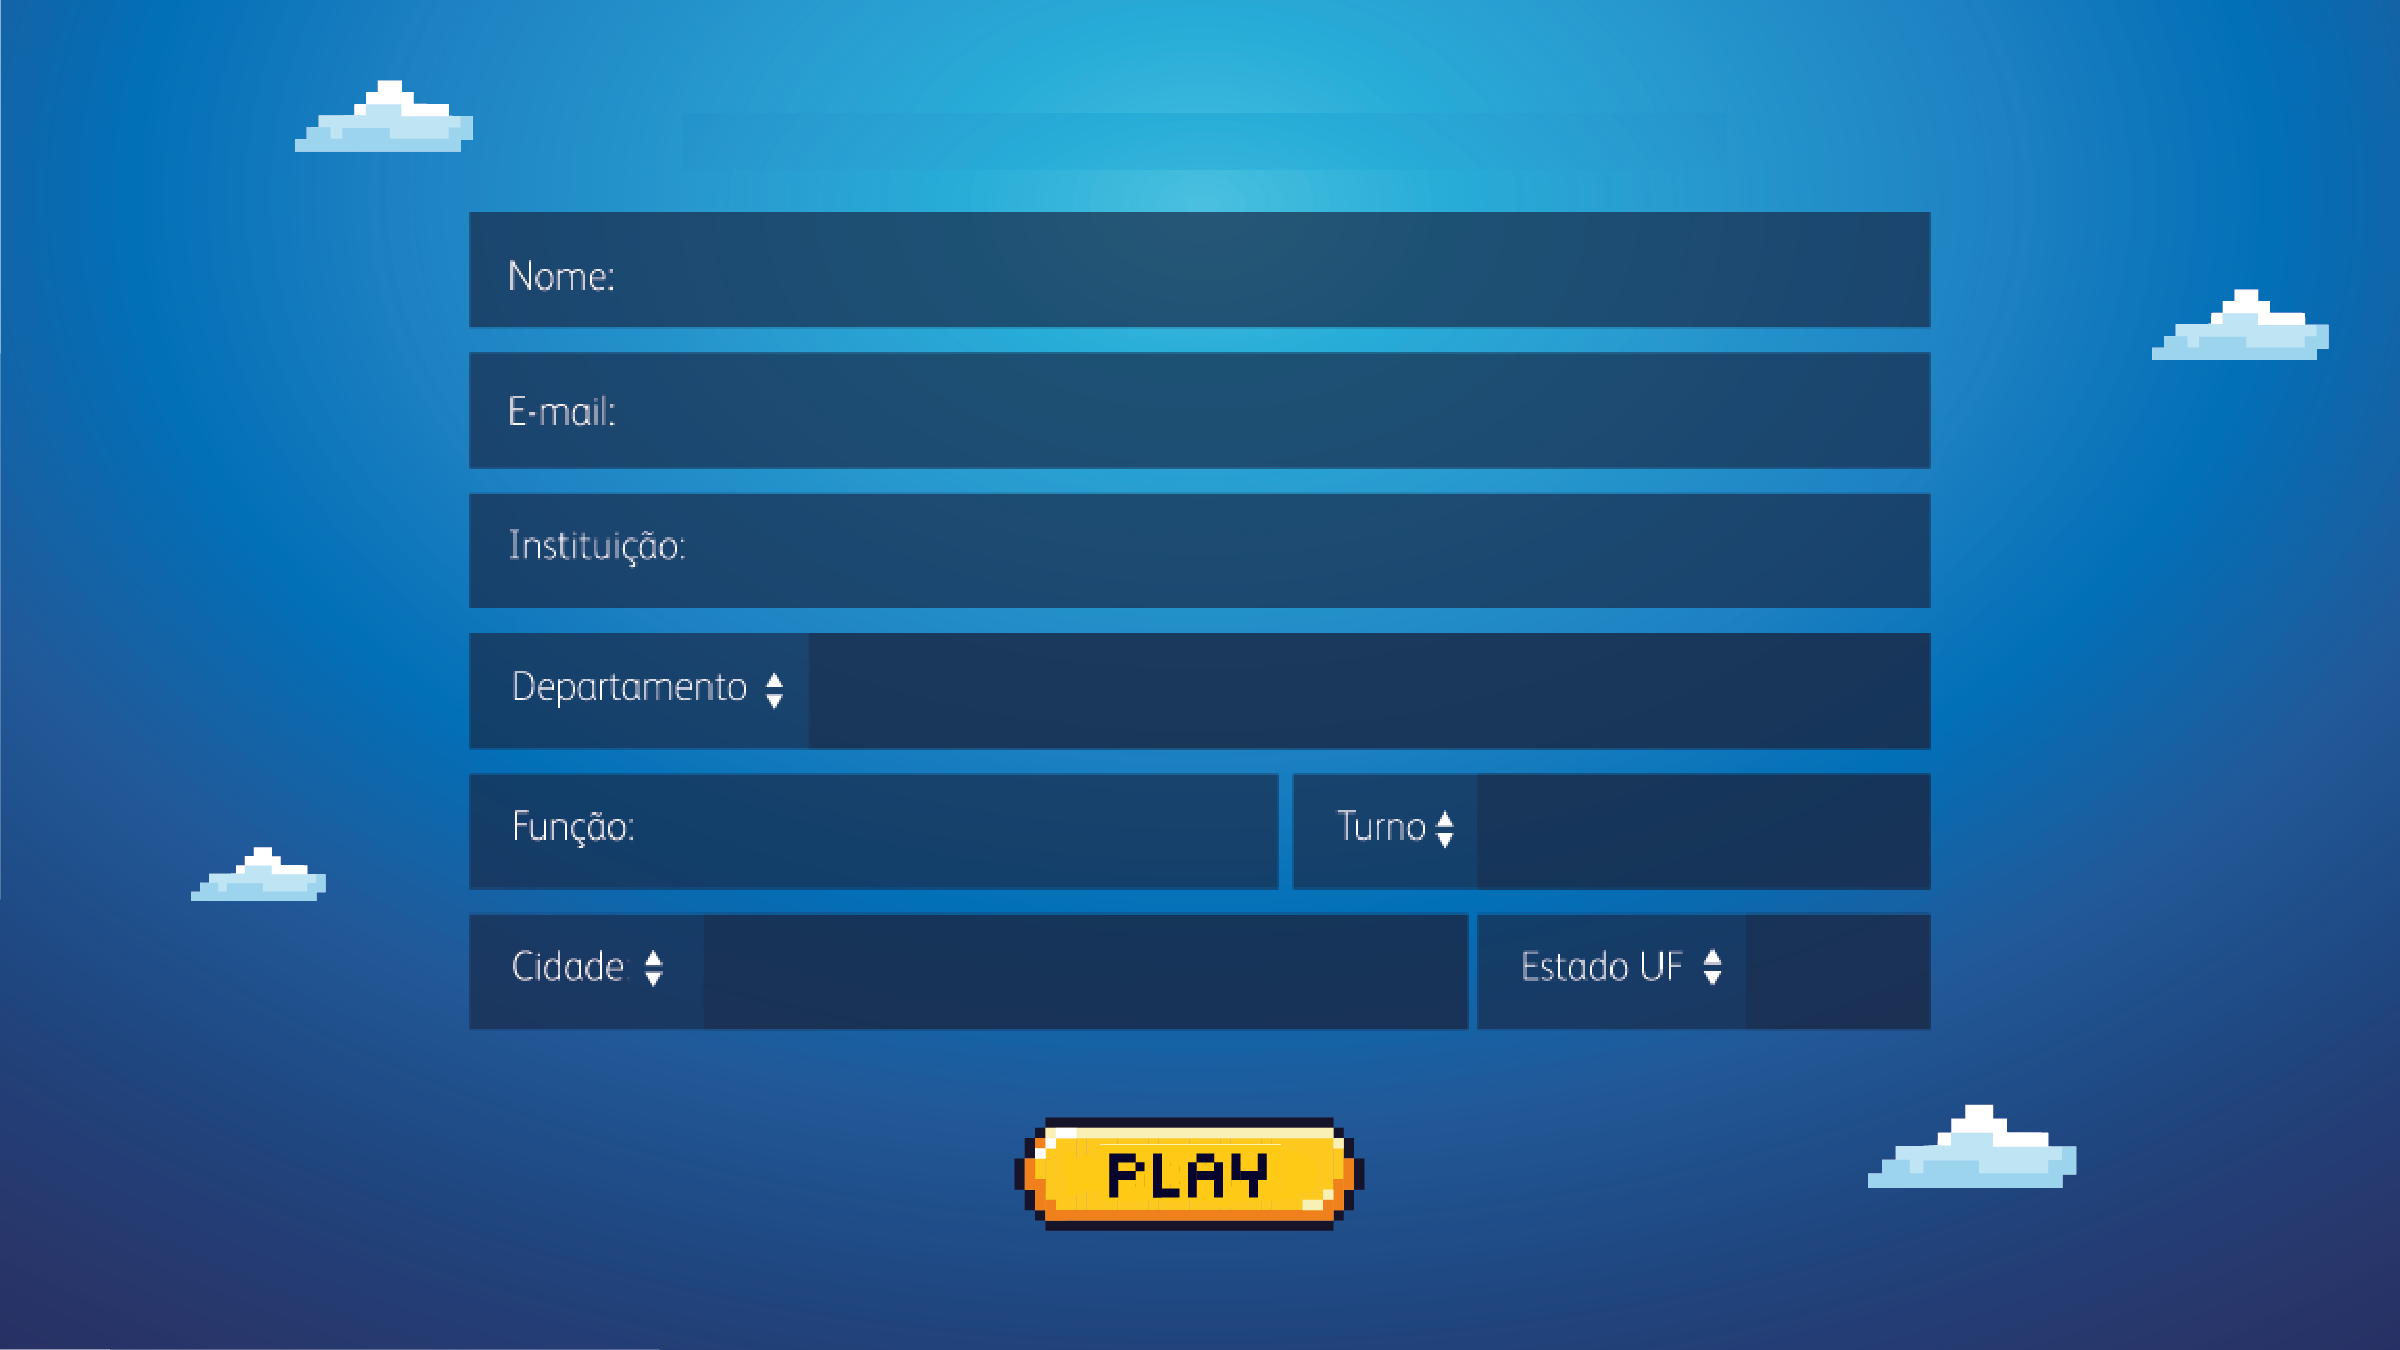 Nome:
E-mail:
Instituição:
Departamento
Função: Turno
Cidade: Estado UF
PLAY